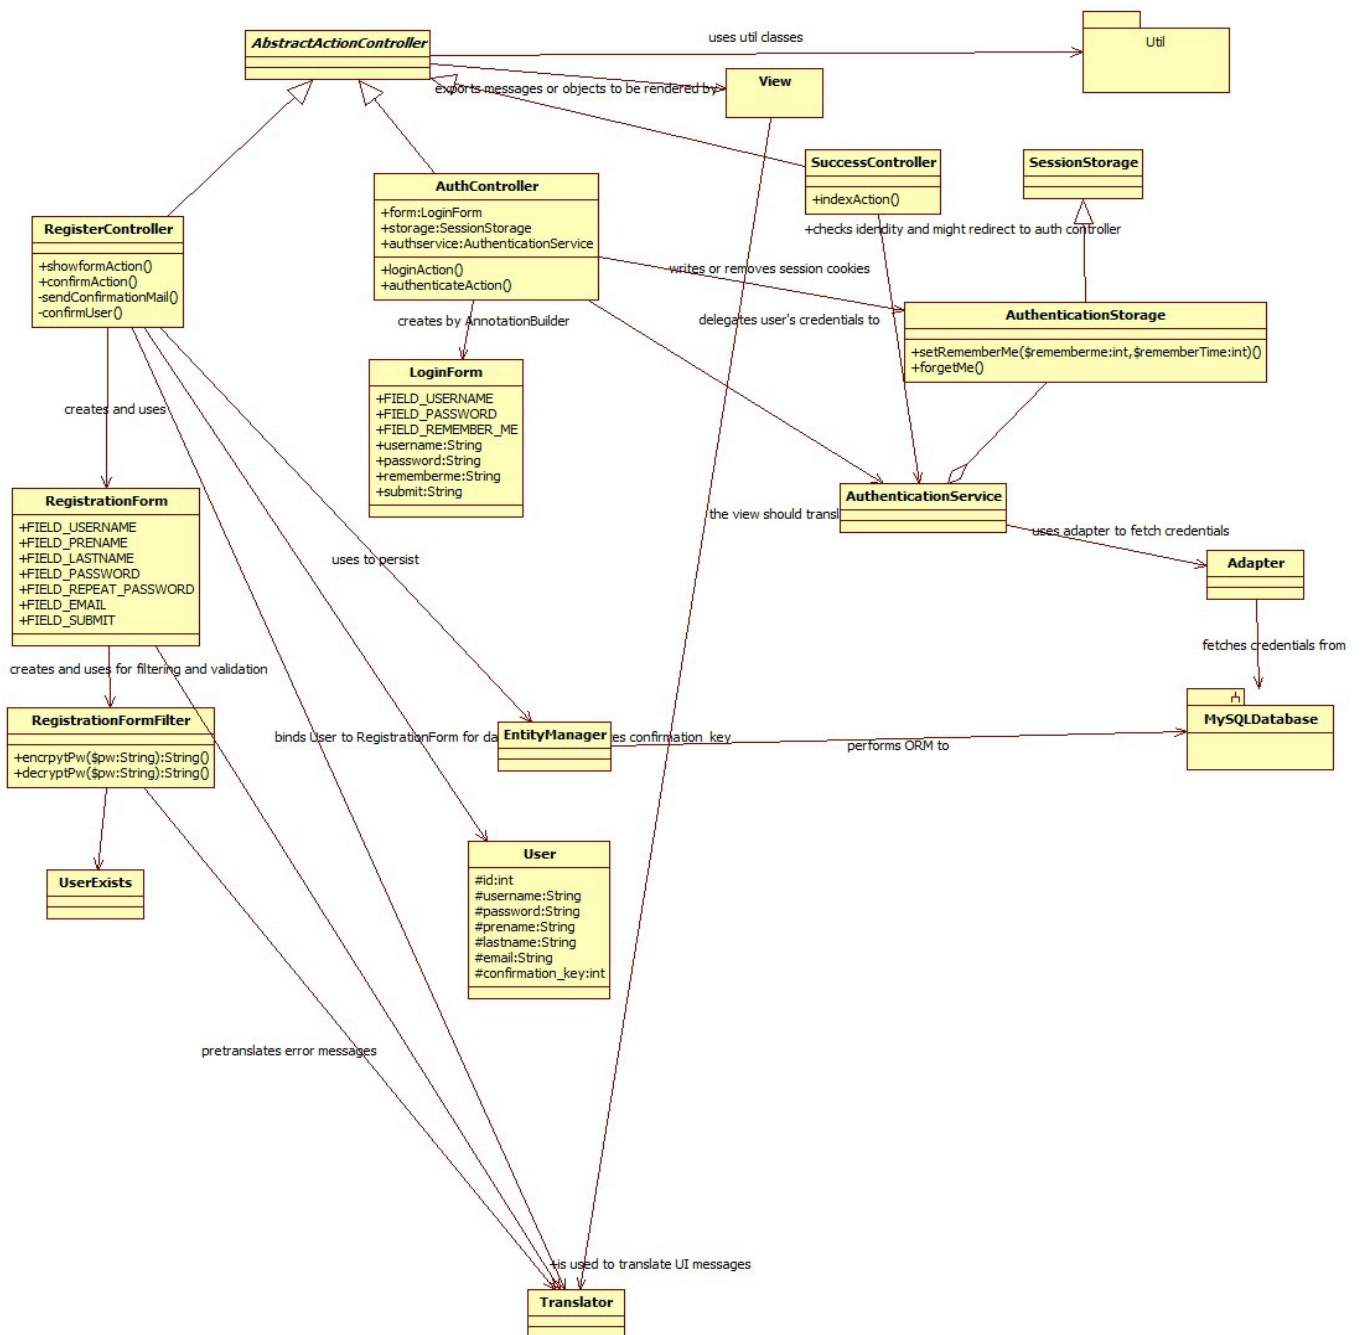 AbstractActionController
uses util classes
Util
exports messages or objects to be rendered by
View
SuccessController
+indexAction()
SessionStorage
AuthController
+form:LoginForm
+storage:SessionStorage
+authservice:AuthenticationService
+loginAction()
+authenticateAction()
RegisterController
+showformAction()
+confirmAction()
-sendConfirmationMail()
-confirmUser()
+checks idendity and might redirect to auth controller
writes or removes session cookies
creates by AnnotationBuilder
delegates user's credentials to
AuthenticationStorage
+setRememberMe($rememberme:int,$rememberTime:int)()
+forgetMe()
LoginForm
+FIELD_USERNAME
+FIELD_PASSWORD
+FIELD_REMEMBER_ME
+username:String
+password:String
+rememberme:String
+submit:String
creates and uses
RegistrationForm
+FIELD_USERNAME
+FIELD_PRENAME
+FIELD_LASTNAME
+FIELD_PASSWORD
+FIELD_REPEAT_PASSWORD
+FIELD_EMAIL
+FIELD_SUBMIT
AuthenticationService
the view should transl
uses adapter to fetch credentials
uses to persist
Adapter
fetches credentials from
creates and uses for filtering and validation
RegistrationFormFilter
+encrpytPw($pw:String):String()
+decryptPw($pw:String):String()
binds User to RegistrationForm for da
EntityManager
es confirmation_key
performs ORM to
MySQLDatabase
UserExists
User
#id:int
#username:String
#password:String
#prename:String
#lastname:String
#email:String
#confirmation_key:int
pretranslates error messages
+is used to translate UI messages
Translator